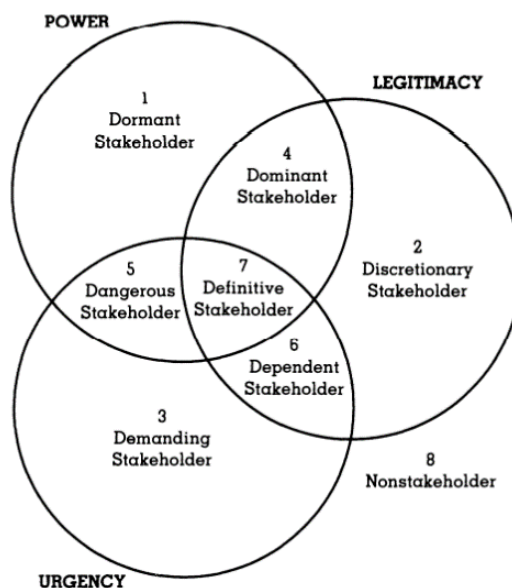 POWER
1
Dormant
Stakeholder
LEGITIMACY
4
Dominant
Stakeholder
2
Discretionary
Stakeholder
5
Dangerous
Stakeholder
7
Definitive
Stakeholder
6
Dependent
Stakeholder
3
Demanding
Stakeholder
8
Nonstakeholder
URGENCY